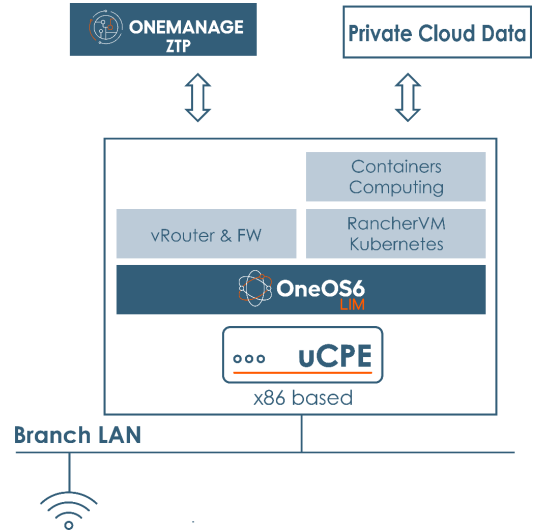 ONEMANAGE
ZTP
Private Cloud Data
Containers
Computing
vRouter & FW
RancherVM
Kubernetes
OneOS6
LIM
uCPE
x86 based
Branch LAN